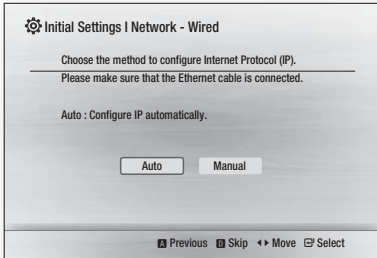 Initial Settings I Network - Wired
Choose the method to configure Internet Protocol (IP).
Please make sure that the Ethernet cable is connected.
Auto : Configure IP automatically.
Auto Manual
A Previous D Skip Move Select